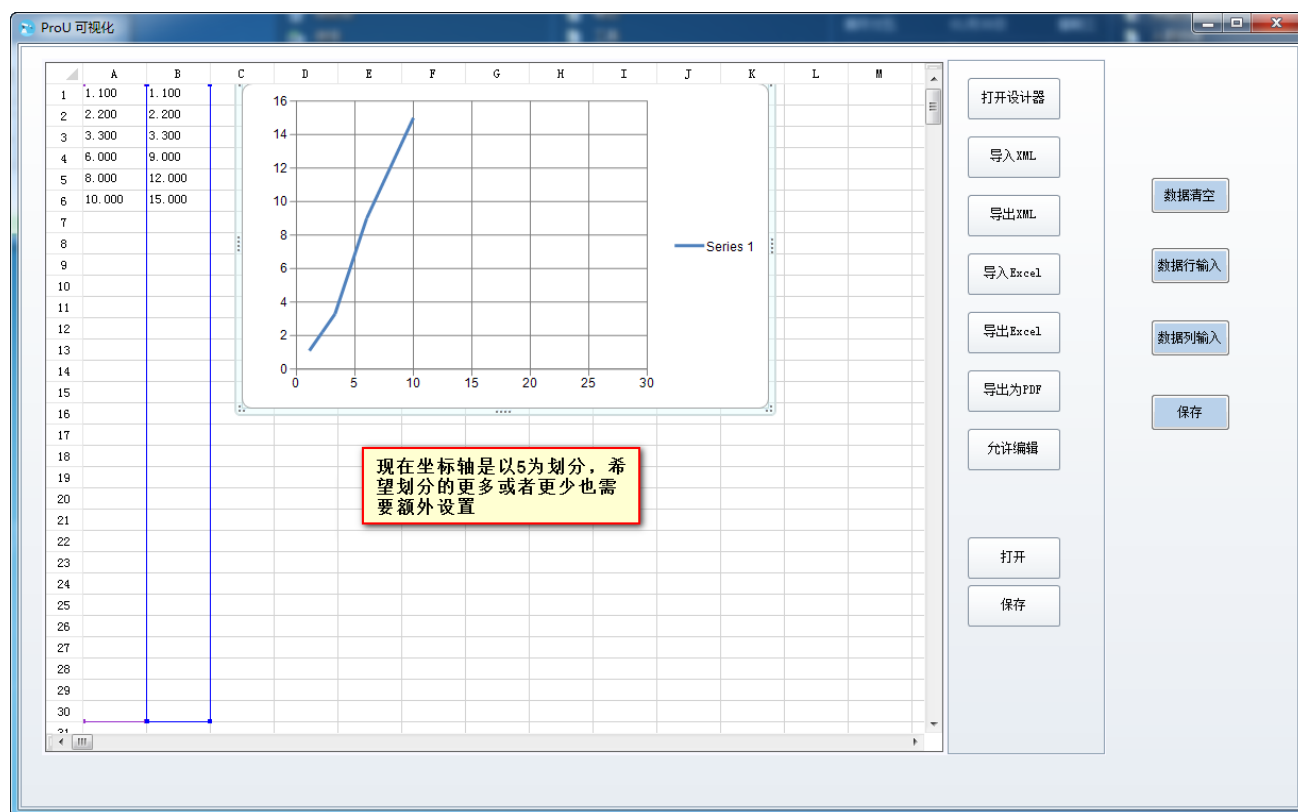 ProU 可视化
A B C D E F G H I J K L M
1 1.100 1.100
2 2.200 2.200
3 3.300 3.300
4 6.000 9.000
5 8.000 12.000
6 10.000 15.000
7
8
9
10
11
12
13
14
15
16
17
18
19
20
21
22
23
24
25
26
27
28
29
30
31
16
14
12
10
8
6
4
2
0
0 5 10 15 20 25 30
Series 1
现在坐标轴是以5为划分，希
望划分的更多或者更少也需
要额外设置
打开设计器
导入XML
导出XML
导入Excel
导出Excel
导出为PDF
允许编辑
打开
保存
数据清空
数据行输入
数据列输入
保存